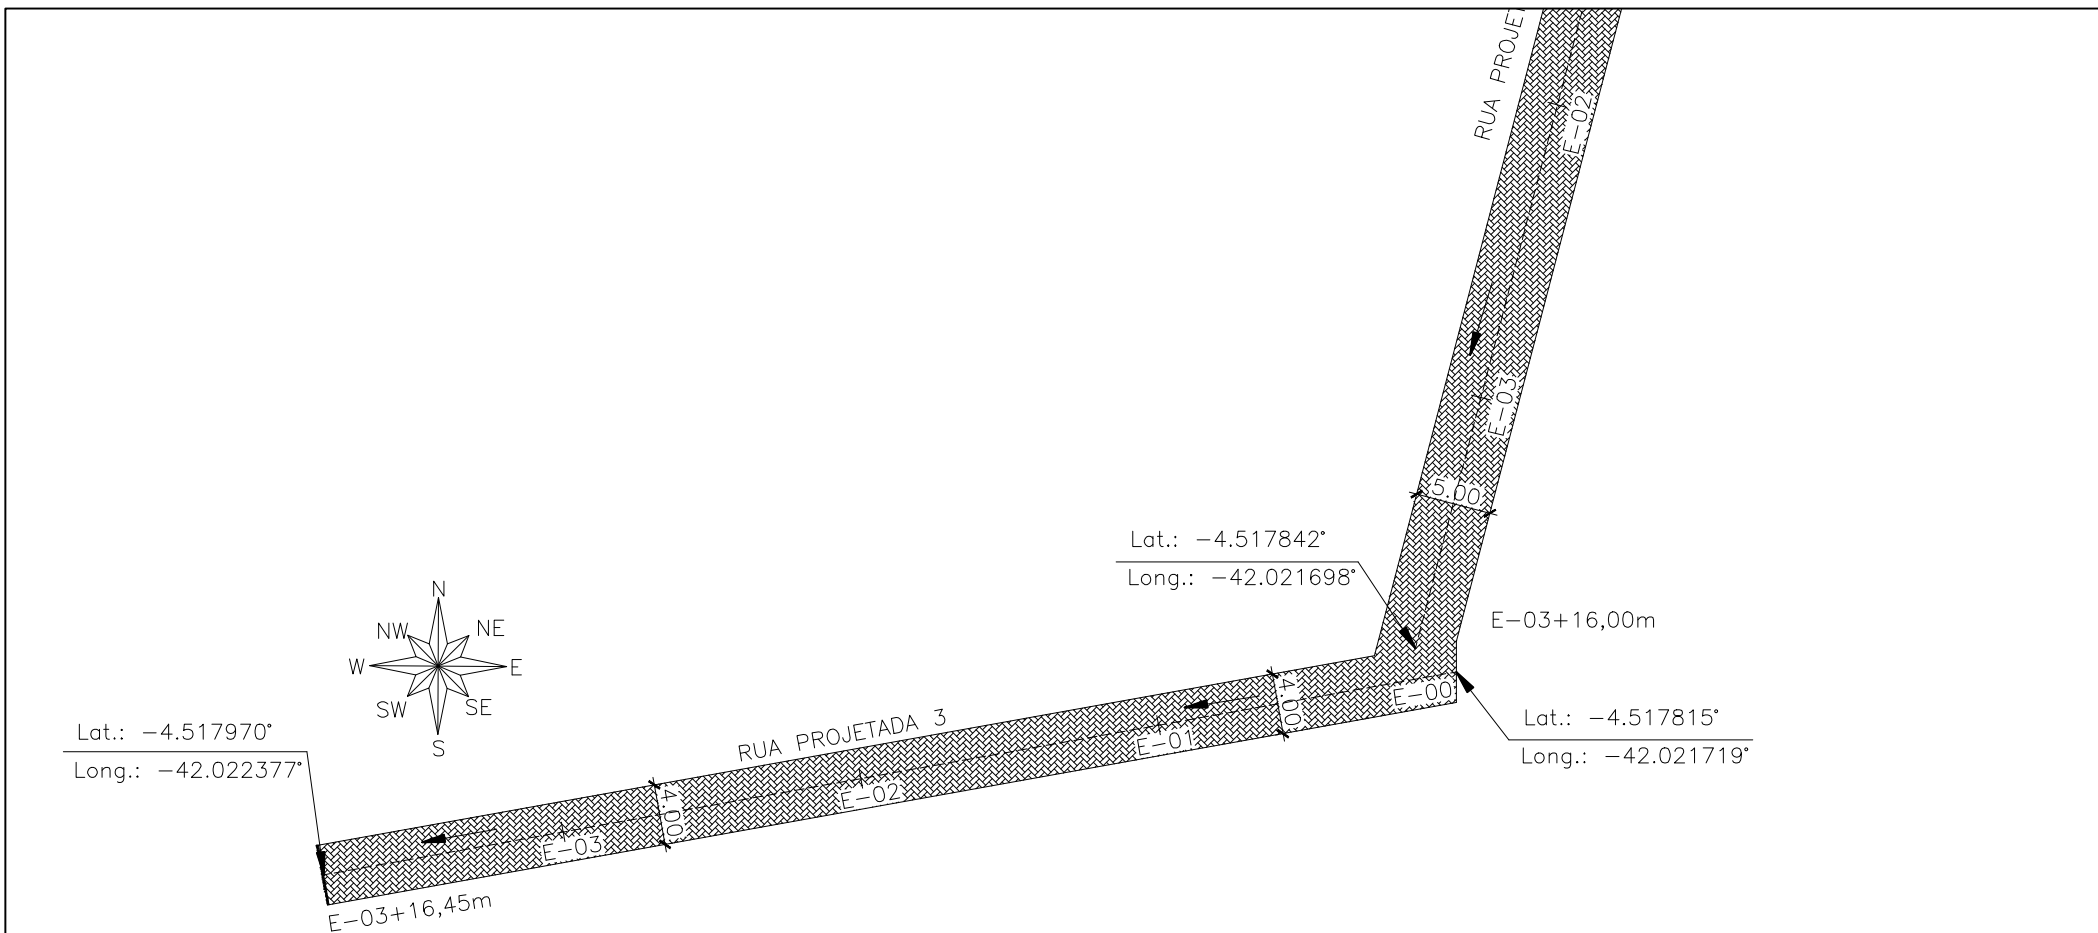 RUA PROJET
E-02
E-03
5.00
Lat.: -4.517842°
Long.: -42.021698°
E-03+16,00m
N
NW
NE
W
E
SW
SE
S
4.00
E-00
Lat.: -4.517815°
Long.: -42.021719°
RUA PROJETADA 3
E-01
Lat.: -4.517970°
Long.: -42.022377°
4.00
E-02
E-03
E-03+16,45m